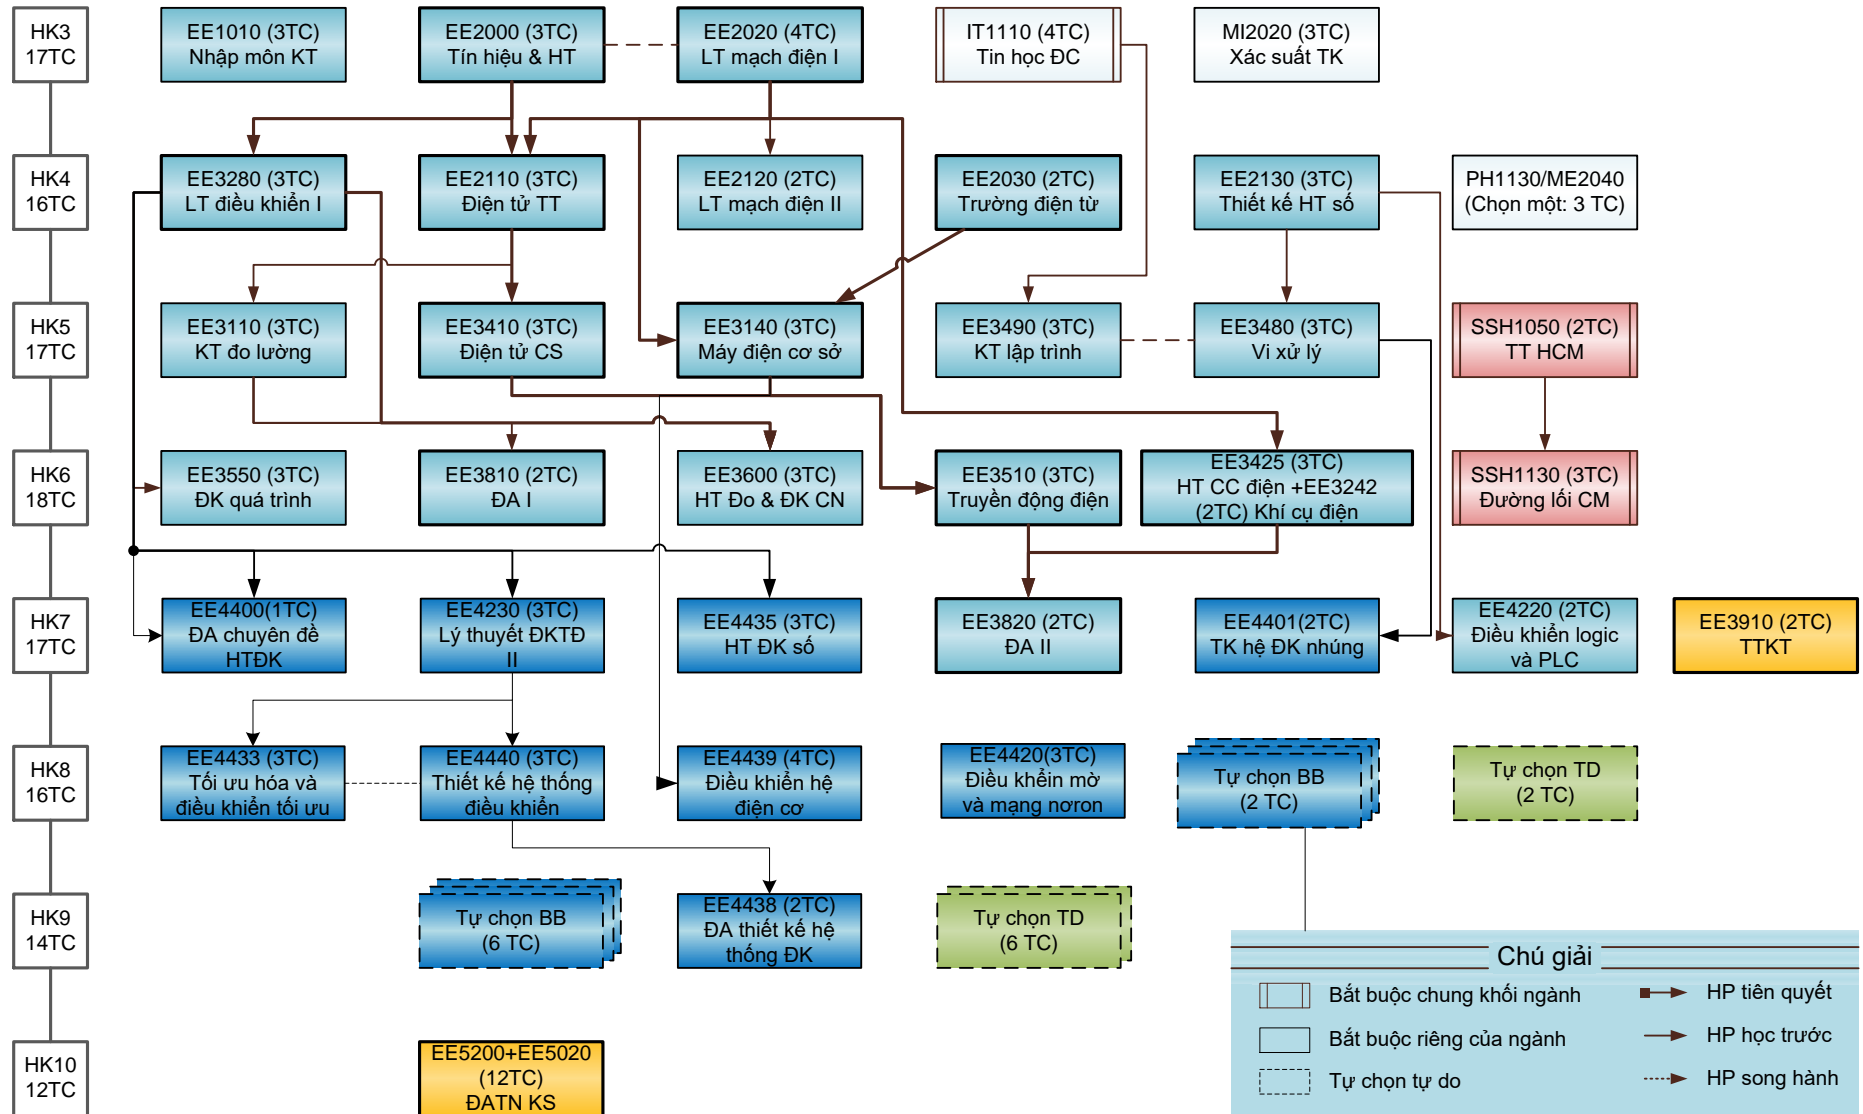 HK3
17TC
EE1010 (3TC)
Nhập môn KT
EE2000 (3TC)
Tín hiệu & HT
EE2020 (4TC)
LT mạch điện I
IT1110 (4TC)
Tin học ĐC
MI2020 (3TC)
Xác suất TK
HK4
16TC
EE3280 (3TC)
LT điều khiển I
EE2110 (3TC)
Điện tử TT
EE2120 (2TC)
LT mạch điện II
EE2030 (2TC)
Trường điện từ
EE2130 (3TC)
Thiết kế HT số
PH1130/ME2040
(Chọn một: 3 TC)
HK5
17TC
EE3110 (3TC)
KT đo lường
EE3410 (3TC)
Điện tử CS
EE3140 (3TC)
Máy điện cơ sở
EE3490 (3TC)
KT lập trình
EE3480 (3TC)
Vi xử lý
SSH1050 (2TC)
TT HCM
HK6
18TC
EE3550 (3TC)
ĐK quá trình
EE3810 (2TC)
ĐA I
EE3600 (3TC)
HT Đo & ĐK CN
EE3510 (3TC)
Truyền động điện
EE3425 (3TC)
HT CC điện +EE3242
(2TC) Khí cụ điện
SSH1130 (3TC)
Đường lối CM
HK7
17TC
EE4400(1TC)
ĐA chuyên đề
HTĐK
EE4230 (3TC)
Lý thuyết ĐKTĐ
II
EE4435 (3TC)
HT ĐK số
EE3820 (2TC)
ĐA II
EE4401(2TC)
TK hệ ĐK nhúng
EE4220 (2TC)
Điều khiển logic
và PLC
EE3910 (2TC)
TTKT
HK8
16TC
EE4433 (3TC)
Tối ưu hóa và
điều khiển tối ưu
EE4440 (3TC)
Thiết kế hệ thống
điều khiển
EE4439 (4TC)
Điều khiển hệ
điện cơ
EE4420(3TC)
Điều khểin mờ
và mạng nơron
Tự chọn BB
(2 TC)
Tự chọn TD
(2 TC)
HK9
14TC
Tự chọn BB
(6 TC)
EE4438 (2TC)
ĐA thiết kế hệ
thống ĐK
Tự chọn TD
(6 TC)
HK10
12TC
EE5200+EE5020
(12TC)
ĐATN KS
Chú giải
Bắt buộc chung khối ngành
HP tiên quyết
Bắt buộc riêng của ngành
HP học trước
Tự chọn tự do
HP song hành